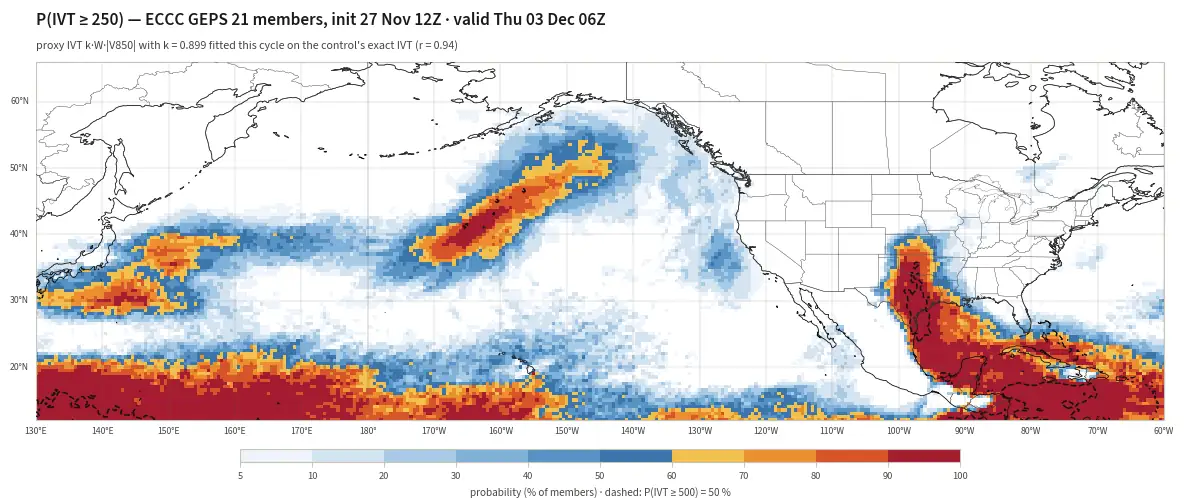 P(IVT ≥ 250) — ECCC GEPS 21 members, init 27 Nov 12Z · valid Thu 03 Dec 06Z
proxy IVT k·W·|V850| with k = 0.899 fitted this cycle on the control's exact IVT (r = 0.94)
60°N
50°N
40°N
30°N
20°N
130°E 140°E 150°E 160°E 170°E 180° 170°W 160°W 150°W 140°W 130°W 120°W 110°W 100°W 90°W 80°W 70°W 60°W
5 10 20 30 40 50 60 70 80 90 100
probability (% of members) · dashed: P(IVT ≥ 500) = 50 %